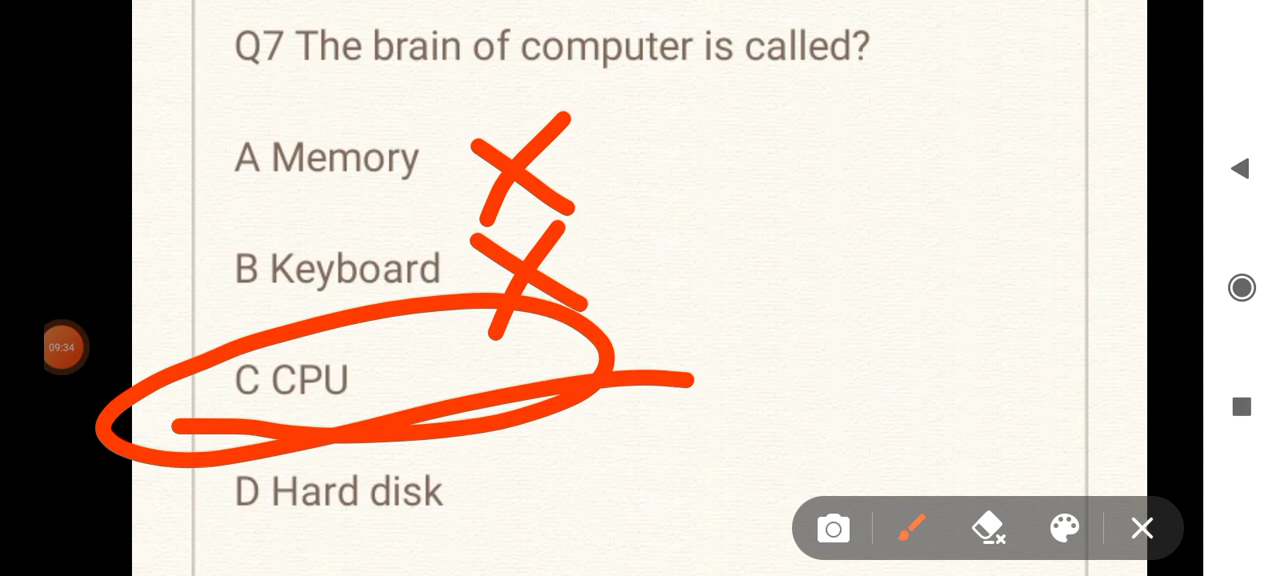 Q7 The brain of computer is called?
A Memory
B Keyboard
09:34
C CPU
D Hard disk